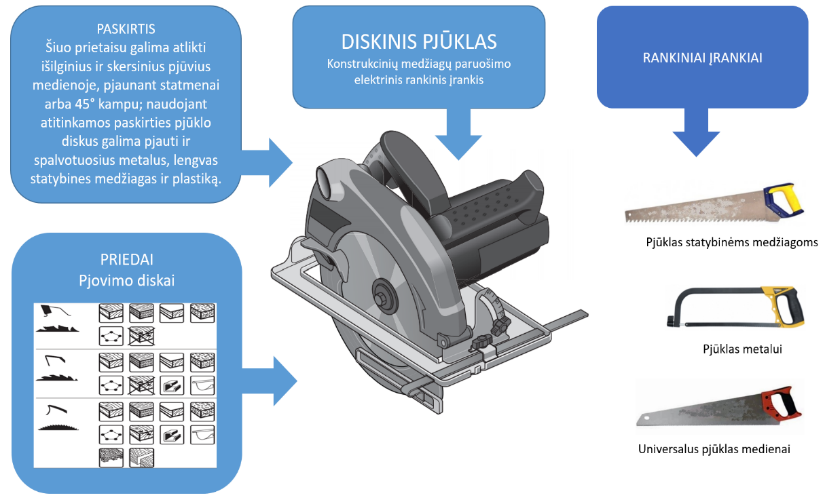 PASKIRTIS
Šiuo prietaisu galima atlikti
išilginius ir skersinius pjūvius
medienoje, pjaunant statmenai
arba 45° kampu; naudojant
atitinkamos paskirties pjūklo
diskus galima pjauti ir
spalvotuosius metalus, lengvas
statybines medžiagas ir plastiką.
DISKINIS PJŪKLAS
Konstrukcinių medžiagų paruošimo
elektrinis rankinis įrankis
RANKINIAI ĮRANKIAI
Pjūklas statybinėms medžiagoms
Pjūklas metalui
Universalus pjūklas medienai
PRIEDAI
Pjovimo diskai